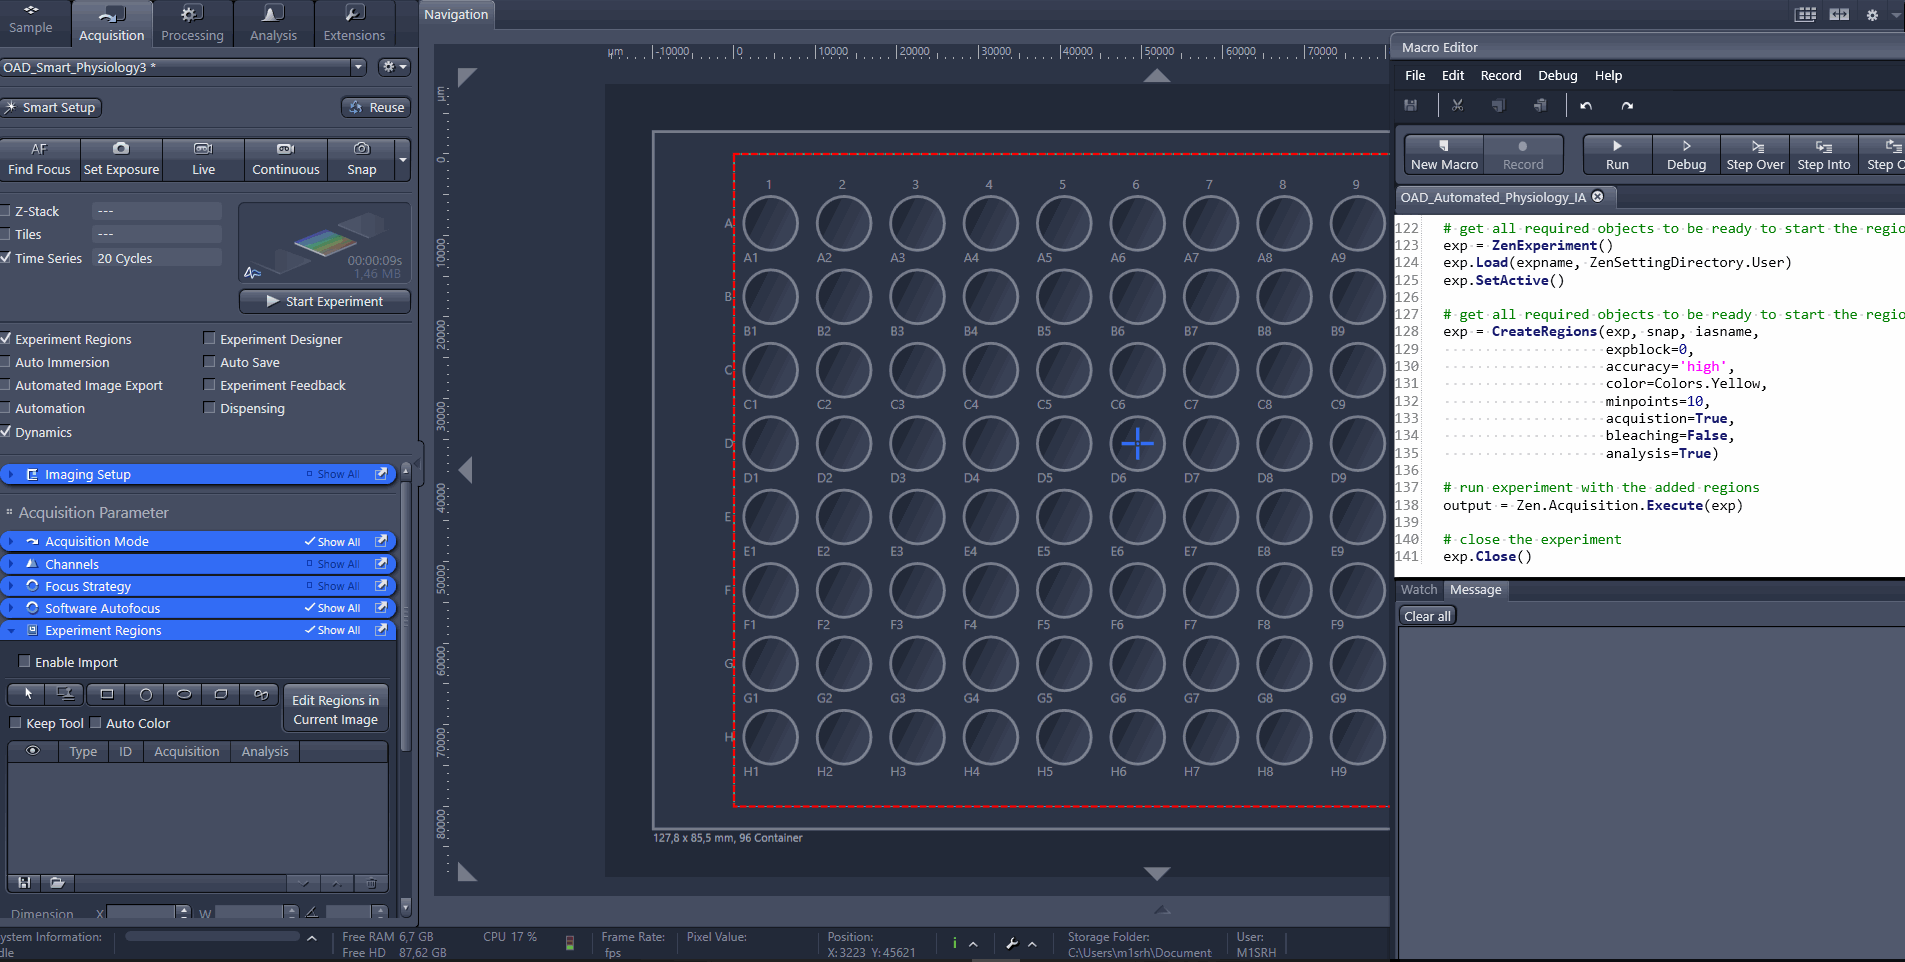 Sample
Acquisition
Processing
Analysis
Extensions
OAD_Smart_Physiology3 *
Smart Setup
Reuse
AF
Find Focus
Set Exposure
Live
Continuous
Snap
Z-Stack
---
Tiles
---
Time Series
20 Cycles
00:00:09s
1,46 MB
Start Experiment
Experiment Regions
Experiment Designer
Auto Immersion
Auto Save
Automated Image Export
Experiment Feedback
Automation
Dispensing
Dynamics
Imaging Setup
Show All
Acquisition Parameter
Acquisition Mode
Show All
Channels
Show All
Focus Strategy
Show All
Software Autofocus
Show All
Experiment Regions
Show All
Enable Import
Edit Regions in
Current Image
Keep Tool
Auto Color
Type
ID
Acquisition
Analysis
Dimension
X
W
Navigation
µm
-10000
0
10000
20000
30000
40000
50000
60000
70000
µm
0
10000
20000
30000
40000
50000
60000
70000
80000
1 2 3 4 5 6 7 8 9
A
A1 A2 A3 A4 A5 A6 A7 A8 A9
B
B1 B2 B3 B4 B5 B6 B7 B8 B9
C
C1 C2 C3 C4 C5 C6 C7 C8 C9
D
D1 D2 D3 D4 D5 D6 D7 D8 D9
E
E1 E2 E3 E4 E5 E6 E7 E8 E9
F
F1 F2 F3 F4 F5 F6 F7 F8 F9
G
G1 G2 G3 G4 G5 G6 G7 G8 G9
H
H1 H2 H3 H4 H5 H6 H7 H8 H9
127,8 x 85,5 mm, 96 Container
Macro Editor
File Edit Record Debug Help
New Macro
Record
Run
Debug
Step Over
Step Into
Step O
OAD_Automated_Physiology_IA
122 # get all required objects to be ready to start the regio
123 exp = ZenExperiment()
124 exp.Load(expname, ZenSettingDirectory.User)
125 exp.SetActive()
126
127 # get all required objects to be ready to start the regio
128 exp = CreateRegions(exp, snap, iasname,
129 expblock=0,
130 accuracy='high',
131 color=Colors.Yellow,
132 minpoints=10,
133 acquistion=True,
134 bleaching=False,
135 analysis=True)
136
137 # run experiment with the added regions
138 output = Zen.Acquisition.Execute(exp)
139
140 # close the experiment
141 exp.Close()
Watch
Message
Clear all
ystem Information:
dle
Free RAM 6,7 GB
Free HD 87,62 GB
CPU 17 %
Frame Rate:
fps
Pixel Value:
Position:
X: 3223 Y: 45621
i
Storage Folder:
C:\Users\m1srh\Document
User:
M1SRH